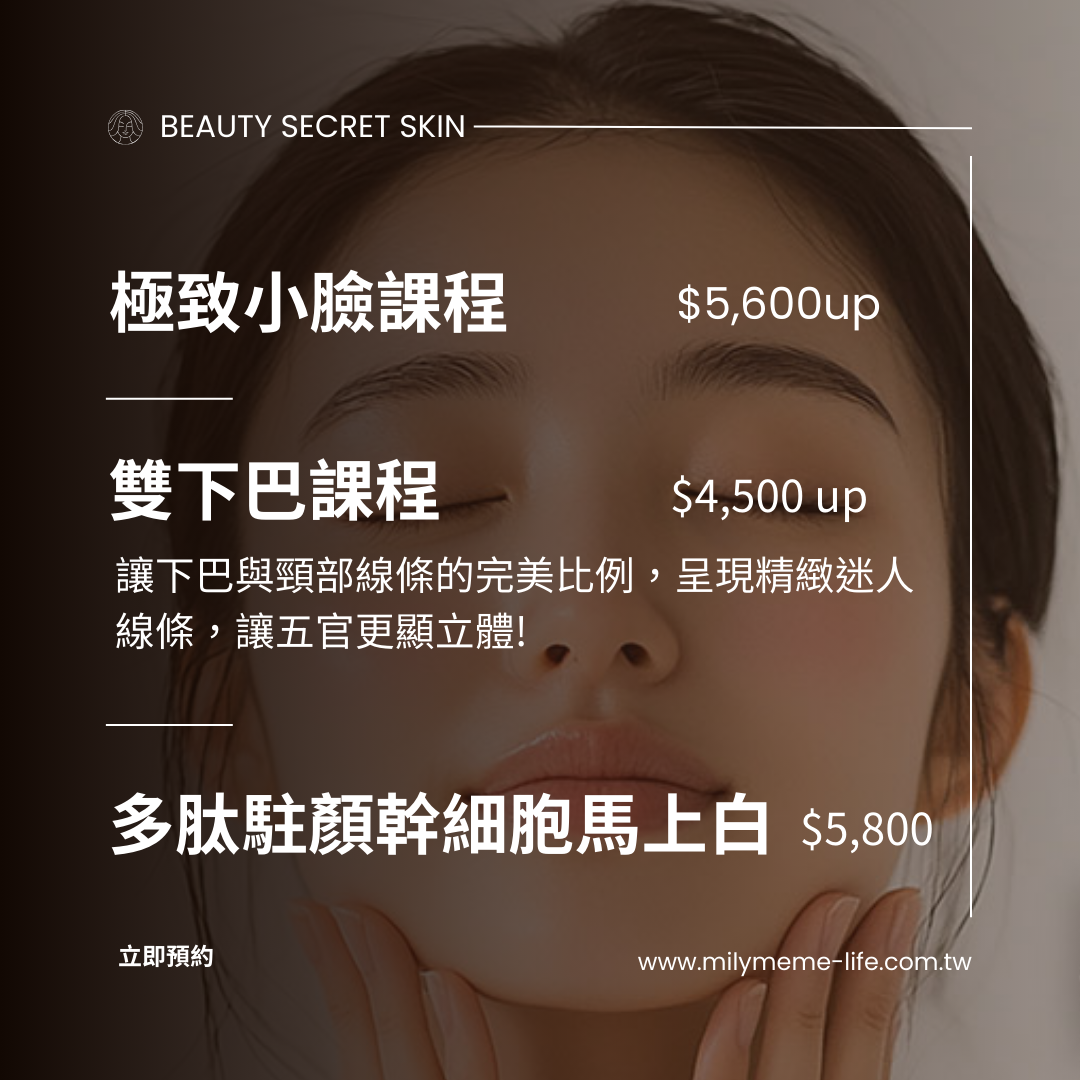 BEAUTY SECRET SKIN
極致小臉課程 $5,600up
雙下巴課程 $4,500 up
讓下巴與頸部線條的完美比例，呈現精緻迷人
線條，讓五官更顯立體!
多肽駐顏幹細胞馬上白 $5,800
立即預約 www.milymeme-life.com.tw